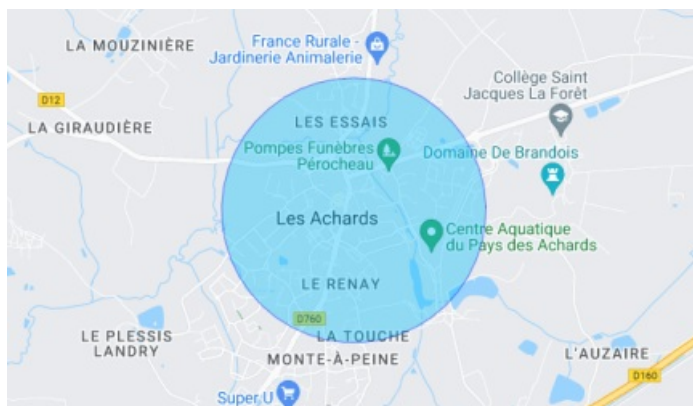 LA MOUZINIÈRE
France Rurale -
Jardinerie Animalerie
Collège Saint
Jacques La Forêt
D12
LES ESSAIS
LA GIRAUDIÈRE
Pompes Funèbres
Pérocheau
Domaine De Brandois
Les Achards
Centre Aquatique
du Pays des Achards
LE RENAY
D760
LE PLESSIS
LANDRY
LA TOUCHE
MONTE-À-PEINE
L'AUZAIRE
D160
Super U